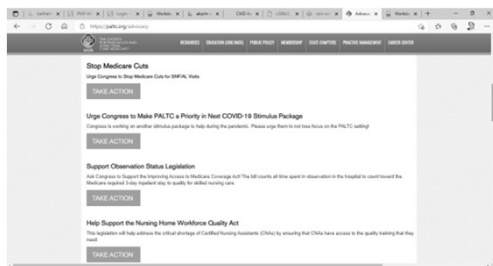 https://paltc.org/advocacy
RESOURCES EDUCATION (CME/MOC) PUBLIC POLICY MEMBERSHIP STATE CHAPTERS PRACTICE MANAGEMENT CAREER CENTER
Stop Medicare Cuts
Urge Congress to Stop Medicare Cuts for SNF/AL Visits
TAKE ACTION
Urge Congress to Make PALTC a Priority in Next COVID-19 Stimulus Package
Congress is working on another stimulus package to help during the pandemic. Please urge them to not lose focus on the PALTC setting!
TAKE ACTION
Support Observation Status Legislation
Ask Congress to Support the Improving Access to Medicare Coverage Act! The bill counts all time spent in observation in the hospital to count toward the
Medicare required 3-day inpatient stay to qualify for skilled nursing care.
TAKE ACTION
Help Support the Nursing Home Workforce Quality Act
This legislation will help address the critical shortage of Certified Nursing Assistants (CNAs) by ensuring that CNAs have access to the quality training that they
need.
TAKE ACTION